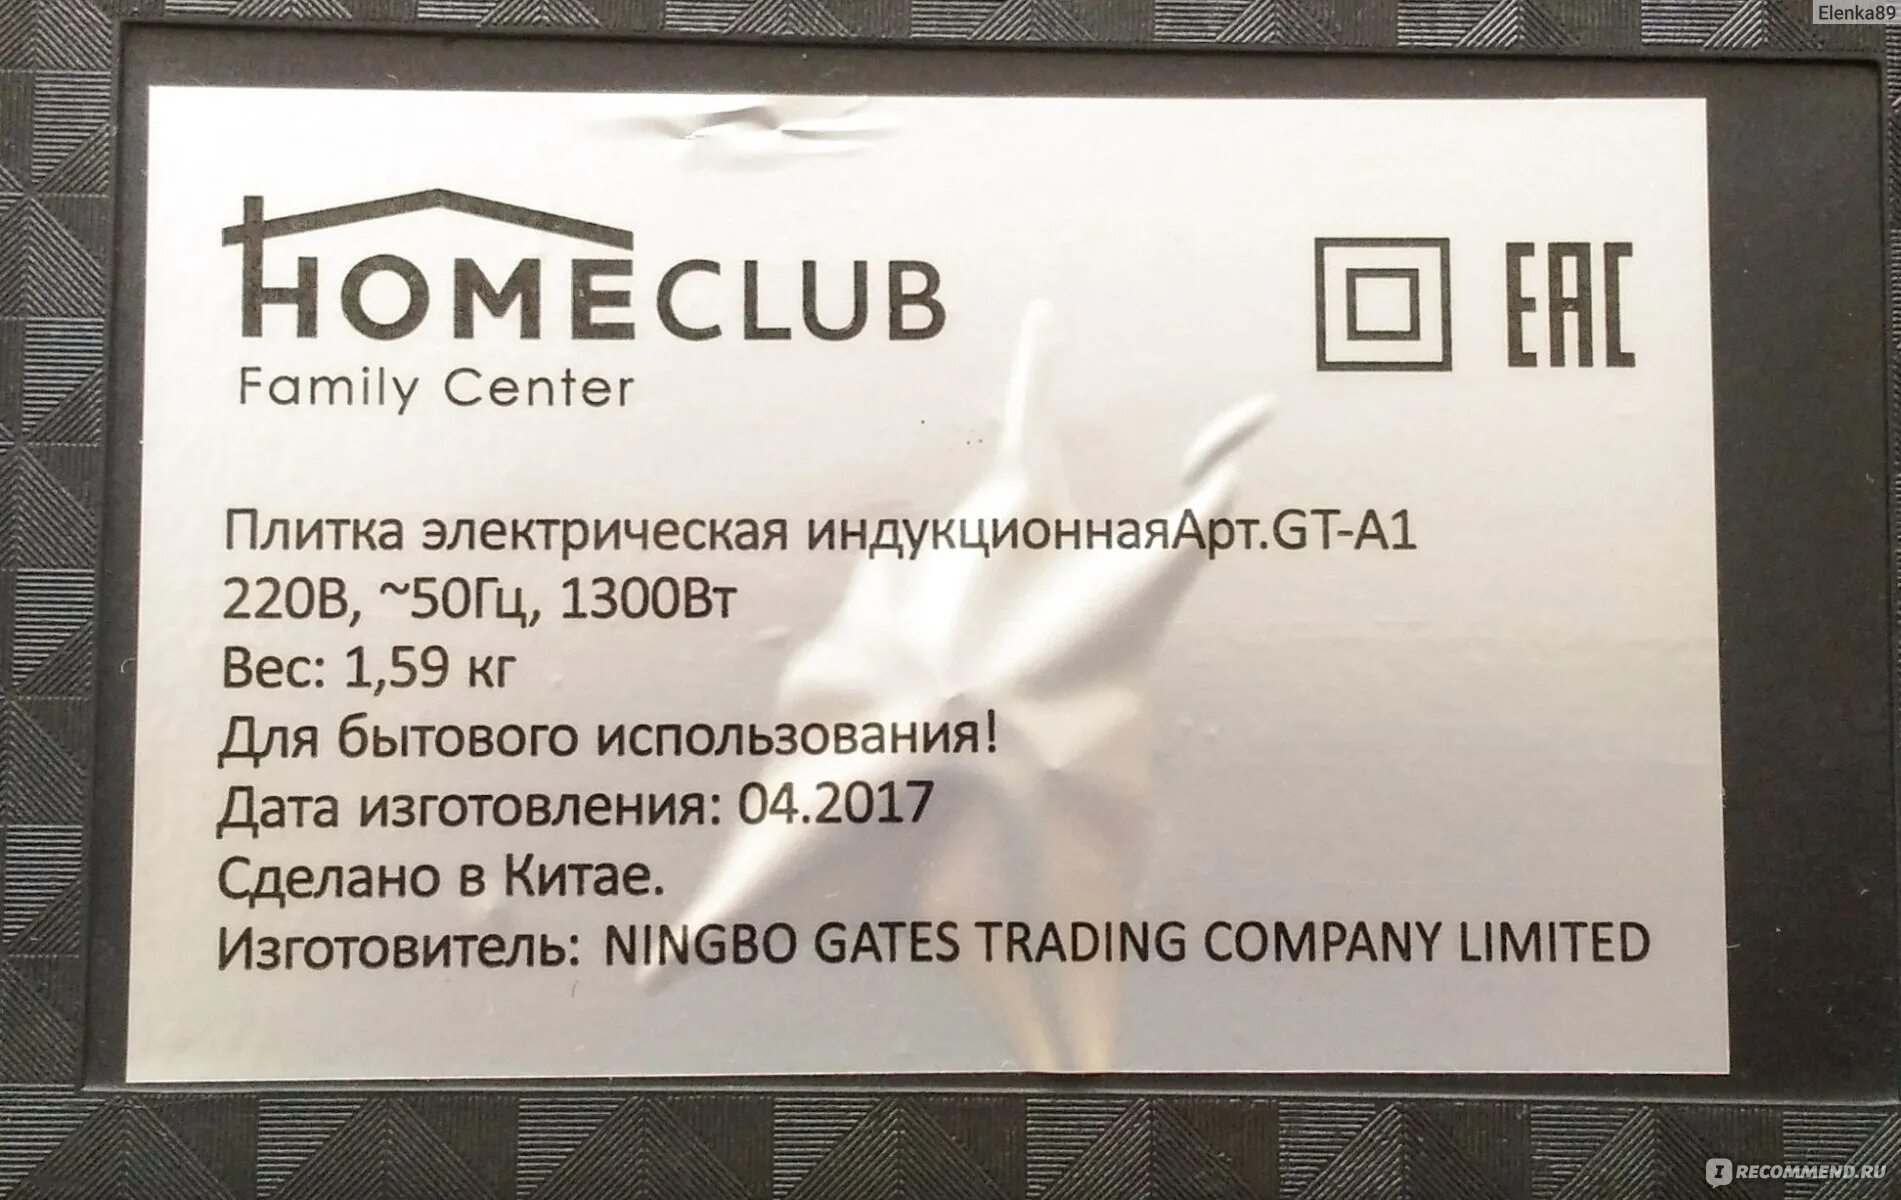 Elenka89
HOMECLUB
Family Center
EAC
Плитка электрическая индукционнаяАрт.GT-A1
220В, ~50Гц, 1300Вт
Вес: 1,59 кг
Для бытового использования!
Дата изготовления: 04.2017
Сделано в Китае.
Изготовитель: NINGBO GATES TRADING COMPANY LIMITED
I RECOMMEND.RU